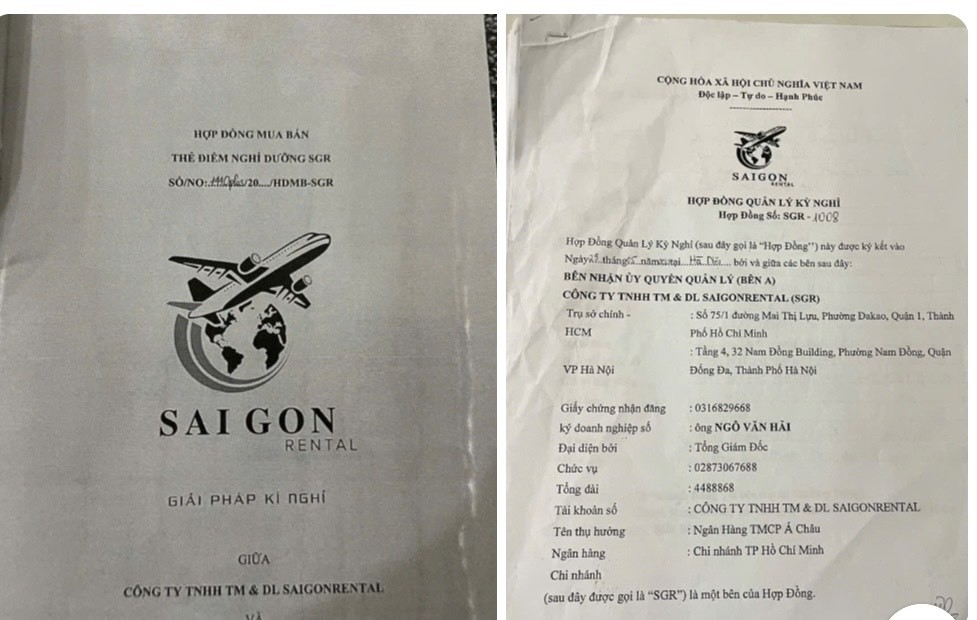 HỢP ĐỒNG MUA BÁN
THẺ ĐIỂM NGHỈ DƯỠNG SGR
SỐ/NO:..1110plus/20..../HDMB-SGR
SAI GON
RENTAL
GIẢI PHÁP KÌ NGHỈ
GIỮA
CÔNG TY TNHH TM & DL SAIGONRENTAL
VÀ
CỘNG HÒA XÃ HỘI CHỦ NGHĨA VIỆT NAM
Độc lập – Tự do – Hạnh Phúc
SAIGON
RENTAL
HỢP ĐỒNG QUẢN LÝ KỲ NGHỈ
Hợp Đồng Số: SGR -1008
Hợp Đồng Quản Lý Kỳ Nghỉ (sau đây gọi là “Hợp Đồng”) này được ký kết vào
Ngày tháng năm tại Hà Nội.... bởi và giữa các bên sau đây:
BÊN NHẬN ỦY QUYỀN QUẢN LÝ (BÊN A)
CÔNG TY TNHH TM & DL SAIGONRENTAL (SGR)
Trụ sở chính - : Số 75/1 đường Mai Thị Lựu, Phường Dakao, Quận 1, Thành
HCM Phố Hồ Chí Minh
: Tầng 4, 32 Nam Đồng Building, Phường Nam Đồng, Quận
VP Hà Nội Đống Đa, Thành Phố Hà Nội
Giấy chứng nhận đăng : 0316829668
ký doanh nghiệp số : ông NGÔ VĂN HẢI
Đại diện bởi : Tổng Giám Đốc
Chức vụ : 02873067688
Tổng đài : 4488868
Tài khoản số : CÔNG TY TNHH TM & DL SAIGONRENTAL
Tên thụ hưởng : Ngân Hàng TMCP Á Châu
Ngân hàng : Chi nhánh TP Hồ Chí Minh
Chi nhánh
(sau đây được gọi là “SGR”) là một bên của Hợp Đồng.